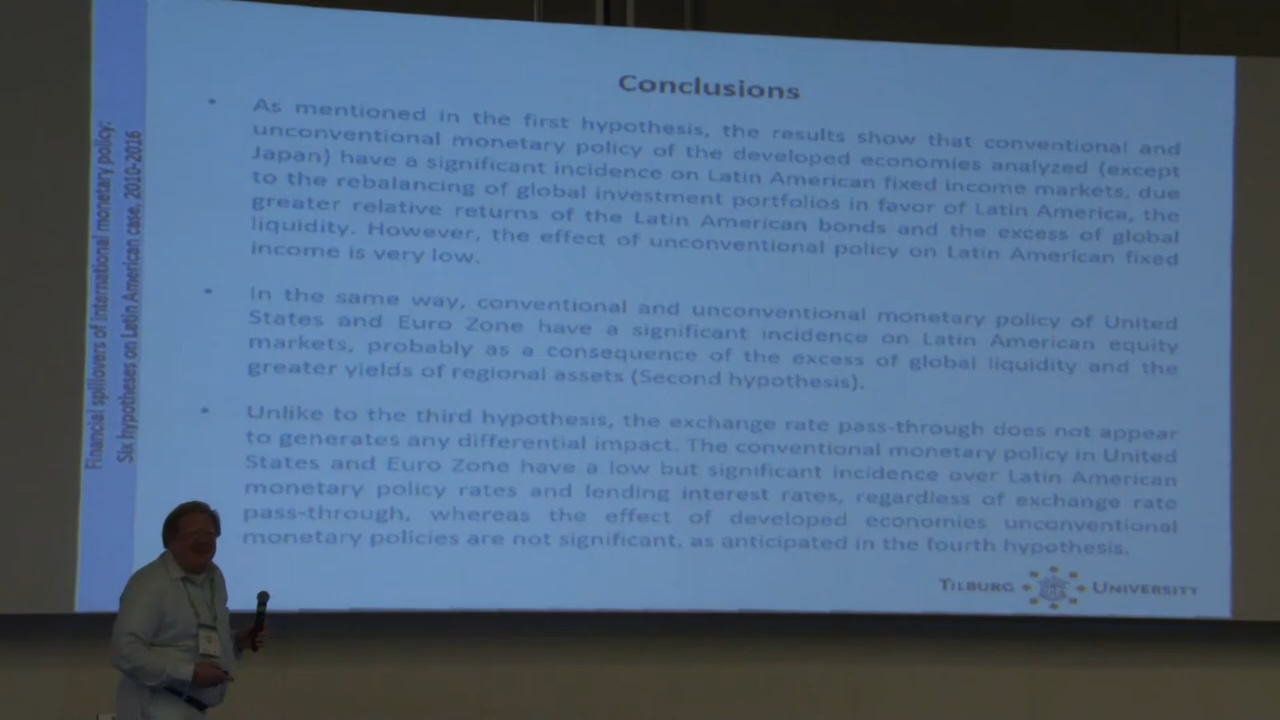 Financial spillovers of international monetary policy:
Six hypotheses on Latin American case, 2010-2016
Conclusions
• As mentioned in the first hypothesis, the results show that conventional and
unconventional monetary policy of the developed economies analyzed (except
Japan) have a significant incidence on Latin American fixed income markets, due
to the rebalancing of global investment portfolios in favor of Latin America, the
greater relative returns of the Latin American bonds and the excess of global
liquidity. However, the effect of unconventional policy on Latin American fixed
income is very low.
• In the same way, conventional and unconventional monetary policy of United
States and Euro Zone have a significant incidence on Latin American equity
markets, probably as a consequence of the excess of global liquidity and the
greater yields of regional assets (Second hypothesis).
• Unlike to the third hypothesis, the exchange rate pass-through does not appear
to generates any differential impact. The conventional monetary policy in United
States and Euro Zone have a low but significant incidence over Latin American
monetary policy rates and lending interest rates, regardless of exchange rate
pass-through, whereas the effect of developed economies unconventional
monetary policies are not significant, as anticipated in the fourth hypothesis.
TILBURG UNIVERSITY